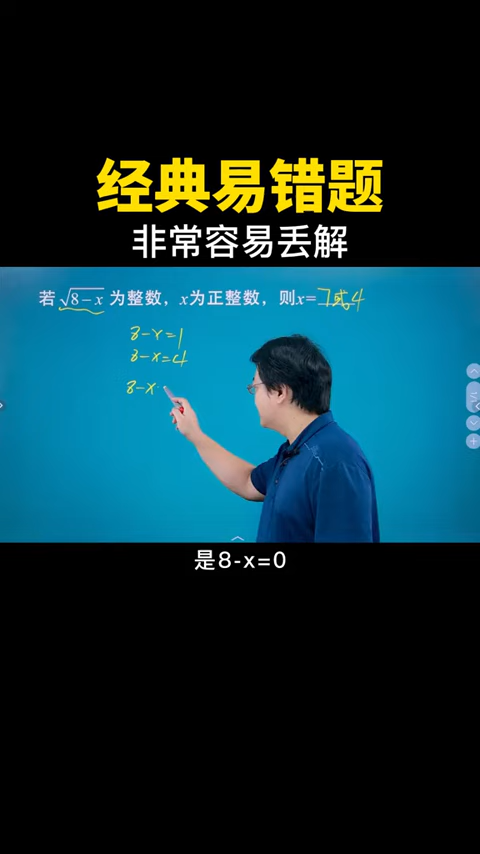 经典易错题
非常容易丢解
若√8-x 为整数，x为正整数，则x=7或4
8-x=1
8-x=4
8-x
是8-x=0